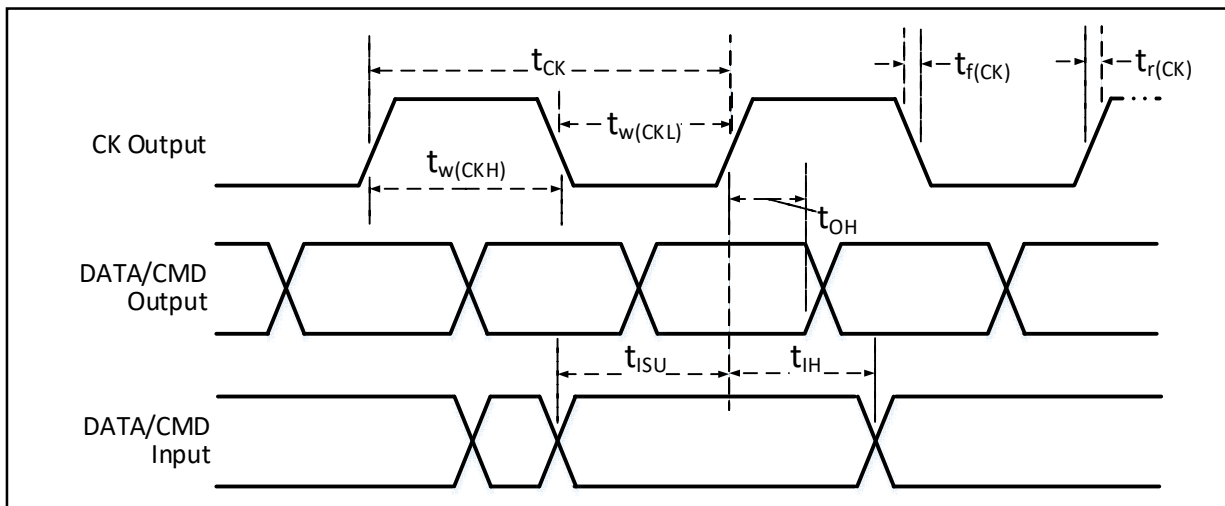 tCK
tf(CK)
tr(CK)
CK Output
tw(CKL)
tw(CKH)
tOH
DATA/CMD
Output
tISU
tIH
DATA/CMD
Input